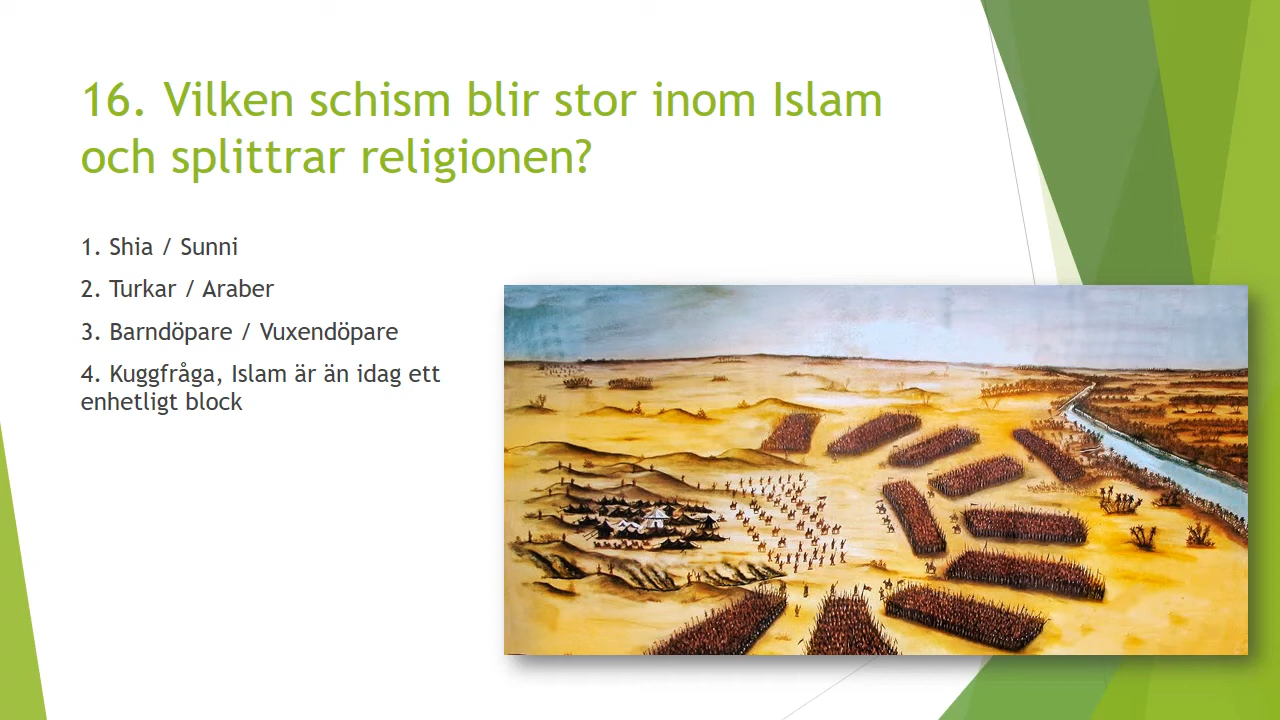 16. Vilken schism blir stor inom Islam
och splittrar religionen?
1. Shia / Sunni
2. Turkar / Araber
3. Barndöpare / Vuxendöpare
4. Kuggfråga, Islam är än idag ett
enhetligt block